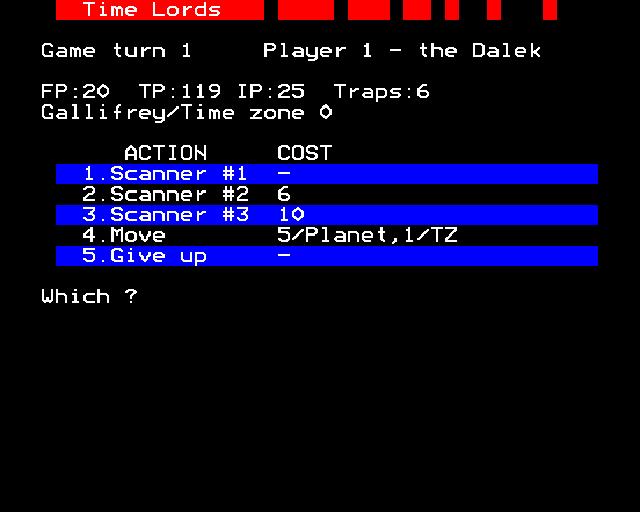 Time Lords
Game turn 1 Player 1 - the Dalek
FP:20 TP:119 IP:25 Traps:6
Gallifrey/Time zone 0
ACTION COST
1.Scanner #1 -
2.Scanner #2 6
3.Scanner #3 10
4.Move 5/Planet,1/TZ
5.Give up -
Which ?